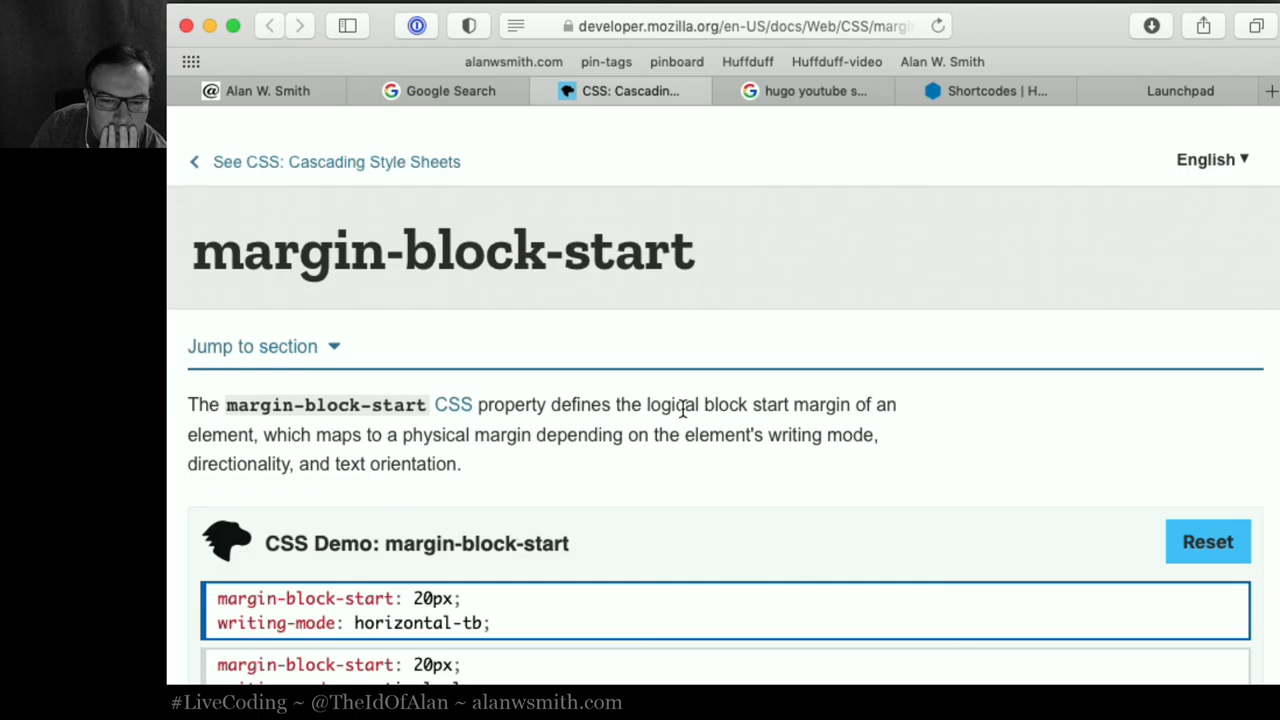 developer.mozilla.org/en-US/docs/Web/CSS/margi
alanwsmith.com pin-tags pinboard Huffduff Huffduff-video Alan W. Smith
@ Alan W. Smith Google Search CSS: Cascadin... hugo youtube s... Shortcodes | H... Launchpad +
See CSS: Cascading Style Sheets
English ▼
margin-block-start
Jump to section
The margin-block-start CSS property defines the logical block start margin of an
element, which maps to a physical margin depending on the element's writing mode,
directionality, and text orientation.
CSS Demo: margin-block-start
Reset
margin-block-start: 20px;
writing-mode: horizontal-tb;
margin-block-start: 20px;
#LiveCoding ~ @TheIdOfAlan ~ alanwsmith.com